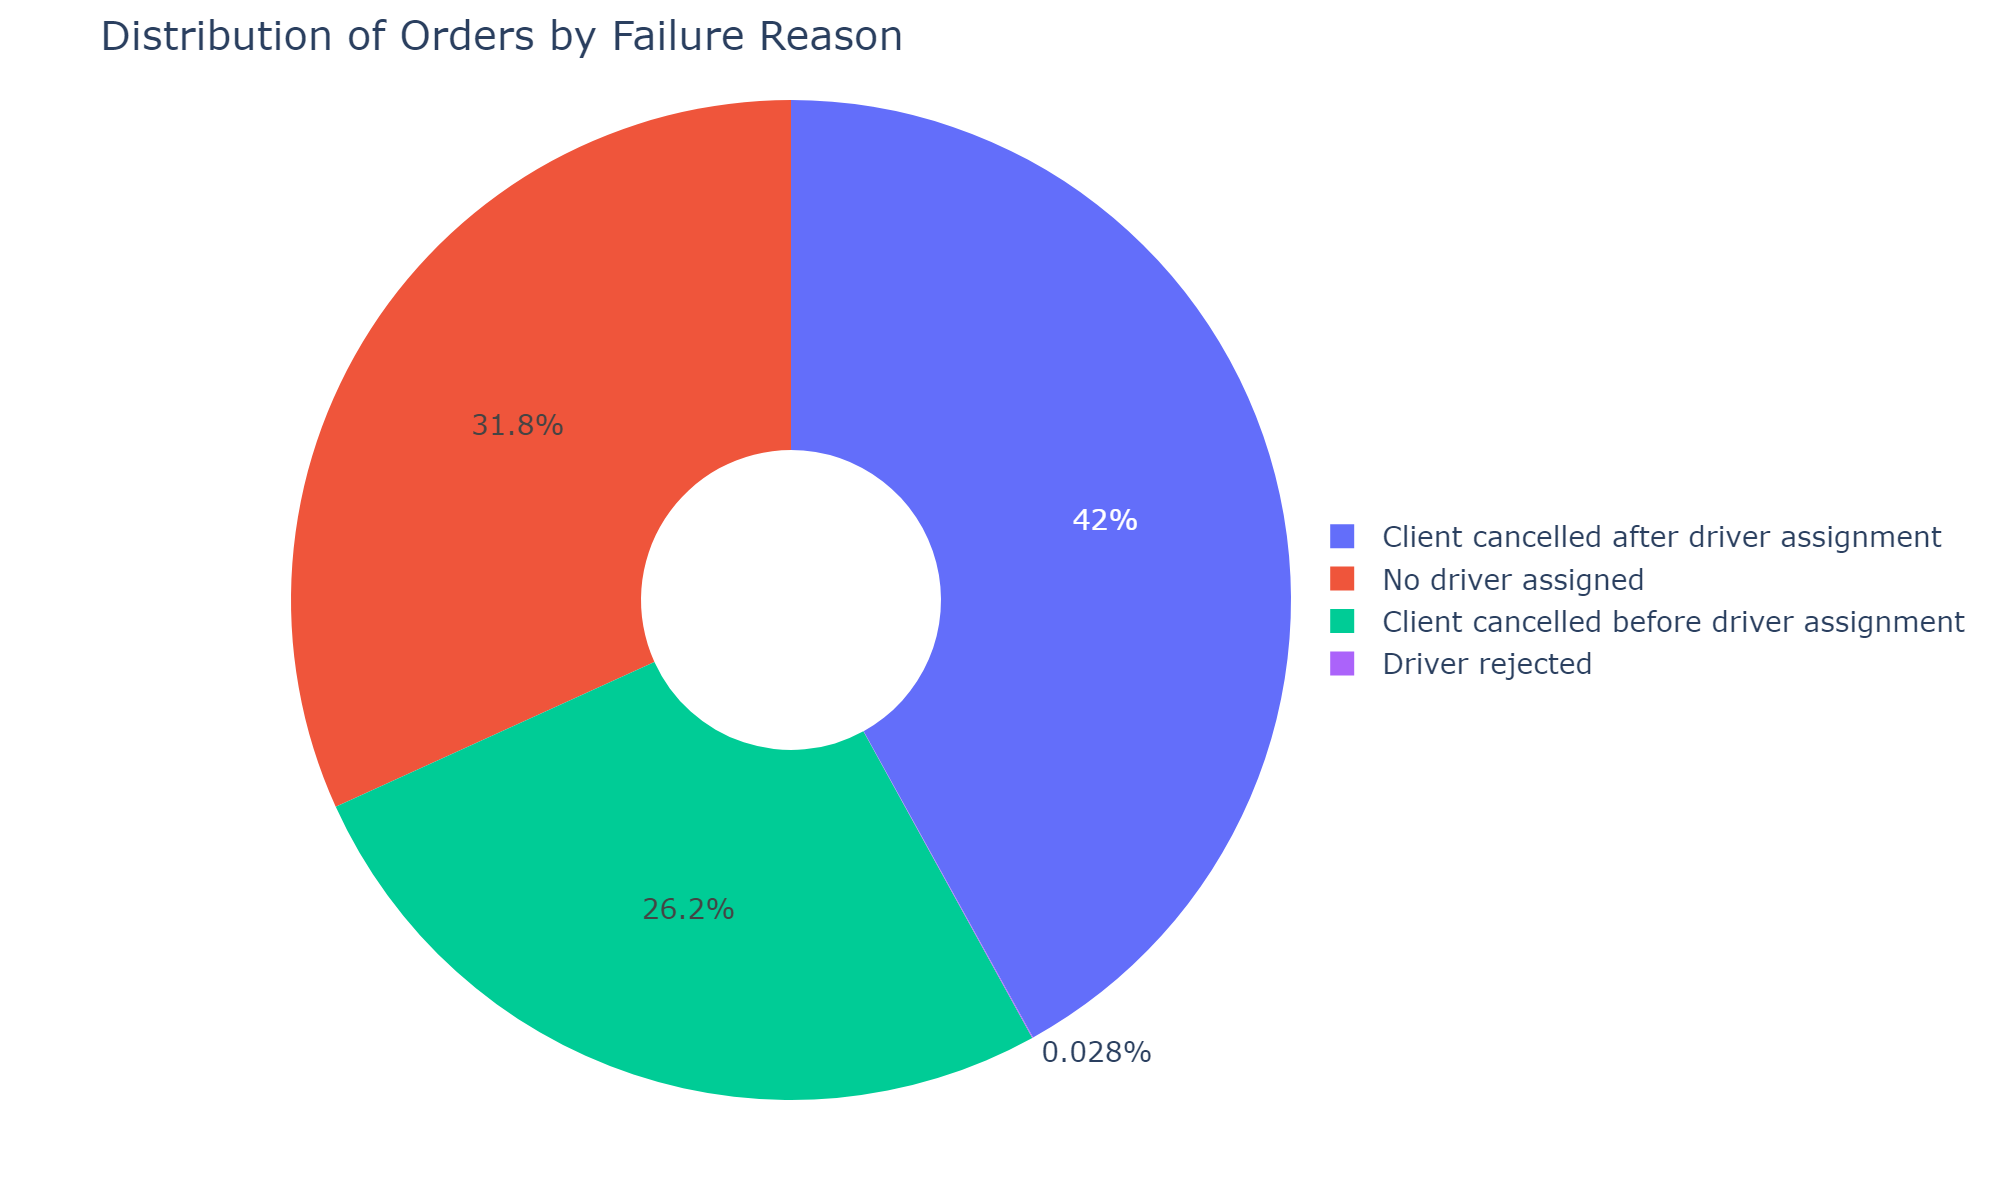 Distribution of Orders by Failure Reason
31.8%
42%
26.2%
0.028%
Client cancelled after driver assignment
No driver assigned
Client cancelled before driver assignment
Driver rejected